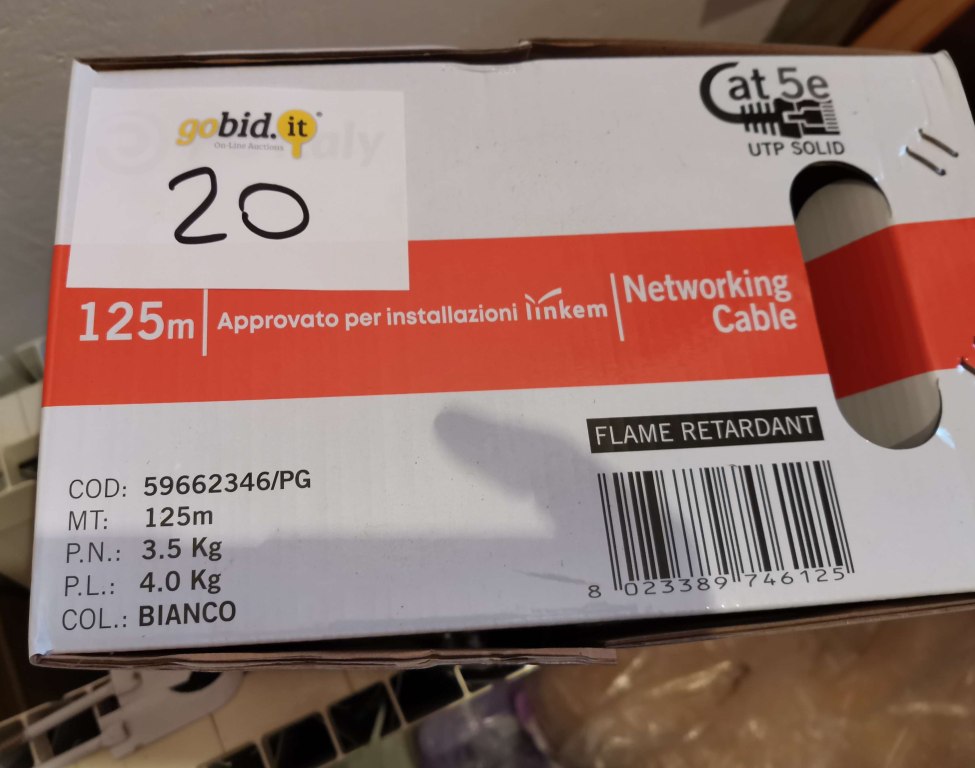 gobid.it
On-Line Auctions
20
Cat 5e
UTP SOLID
125m
Approvato per installazioni linkem
Networking
Cable
FLAME RETARDANT
COD: 59662346/PG
MT: 125m
P.N.: 3.5 Kg
P.L.: 4.0 Kg
COL.: BIANCO
8 023389 746125